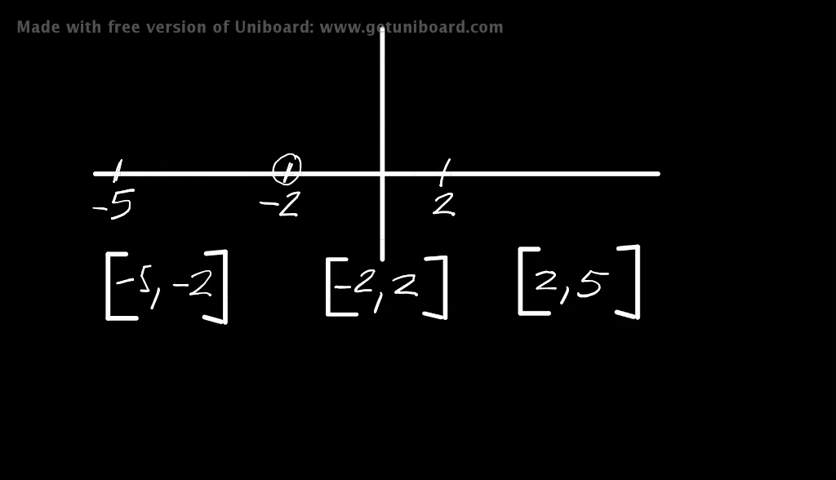 Made with free version of Uniboard: www.getuniboard.com
-5 -2 2
[-5, -2] [-2, 2] [2, 5]